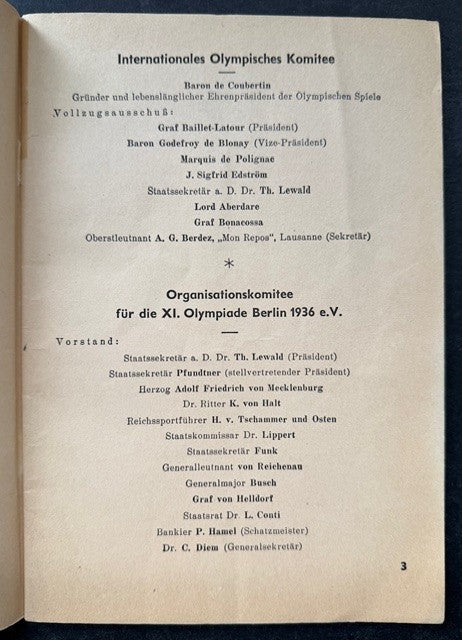 Internationales Olympisches Komitee
Baron de Coubertin
Gründer und lebenslänglicher Ehrenpräsident der Olympischen Spiele
Vollzugsausschuß:
Graf Baillet-Latour (Präsident)
Baron Godefroy de Blonay (Vize-Präsident)
Marquis de Polignac
J. Sigfrid Edström
Staatssekretär a. D. Dr. Th. Lewald
Lord Aberdare
Graf Bonacossa
Oberstleutnant A. G. Berdez, „Mon Repos", Lausanne (Sekretär)
*
Organisationskomitee
für die XI. Olympiade Berlin 1936 e.V.
Vorstand:
Staatssekretär a. D. Dr. Th. Lewald (Präsident)
Staatssekretär Pfundtner (stellvertretender Präsident)
Herzog Adolf Friedrich von Mecklenburg
Dr. Ritter K. von Halt
Reichssportführer H. v. Tschammer und Osten
Staatskommissar Dr. Lippert
Staatssekretär Funk
Generalleutnant von Reichenau
Generalmajor Busch
Graf von Helldorf
Staatsrat Dr. L. Conti
Bankier P. Hamel (Schatzmeister)
Dr. C. Diem (Generalsekretär)
3